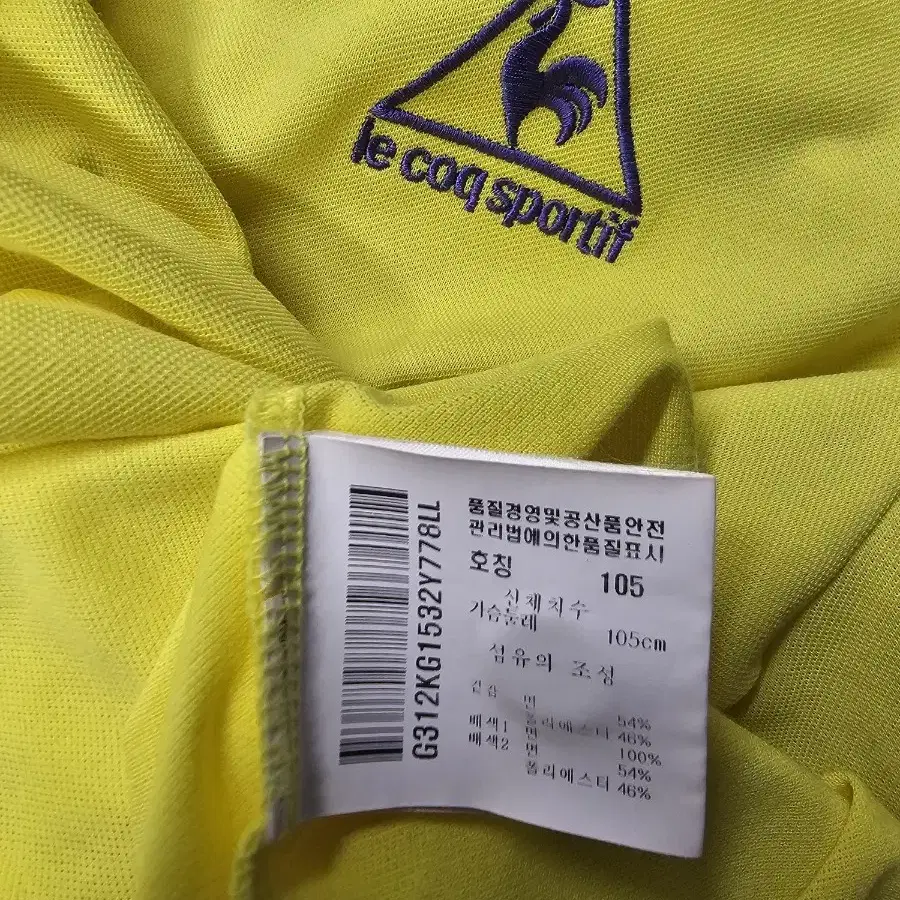 le coq sportif
G312KG1532Y778LL
품질경영및공산품안전
관리법에의한품질표시
호칭 105
신체치수
가슴둘레 105cm
섬유의 조성
겉감 면 54%
폴리에스터 46%
배색1 면 100%
배색2 면 54%
폴리에스터 46%